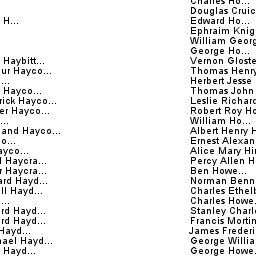 H...
Haybitt...
ur Hayco...
...
Hayco...
rick Hayco...
er Hayco...
...
and Hayco...
o...
ayco...
Haycra...
r Haycra...
ard Hayd...
ll Hayd...
...
rd Hayd...
rd Hayd...
Hayd...
ael Hayd...
Hayd...
Charles Ho...
Douglas Cruic
Edward Ho...
Ephraim Knig
William Georg
George Ho...
Vernon Gloste
Thomas Henry
Herbert Jesse
Thomas John
Leslie Richard
Robert Roy Ho
William Ho...
Albert Henry H
Ernest Alexan
Alice Mary Hi
Percy Allen H
Ben Howe...
Norman Benn
Charles Ethelb
Charles Howe.
Stanley Charle
Francis Mortin
James Frederi
George Willia
George Howe.